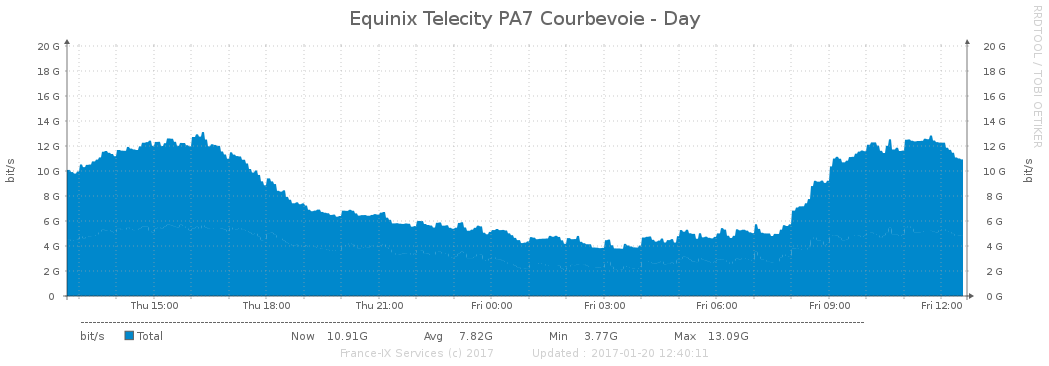 Equinix Telecity PA7 Courbevoie - Day
RRDTOOL / TOBI OETIKER
bit/s
20 G 20 G
18 G 18 G
16 G 16 G
14 G 14 G
12 G 12 G
10 G 10 G
8 G 8 G
6 G 6 G
4 G 4 G
2 G 2 G
0 0 G
bit/s
Thu 15:00 Thu 18:00 Thu 21:00 Fri 00:00 Fri 03:00 Fri 06:00 Fri 09:00 Fri 12:00
bit/s Total Now 10.91G Avg 7.82G Min 3.77G Max 13.09G
France-IX Services (c) 2017 Updated : 2017-01-20 12:40:11